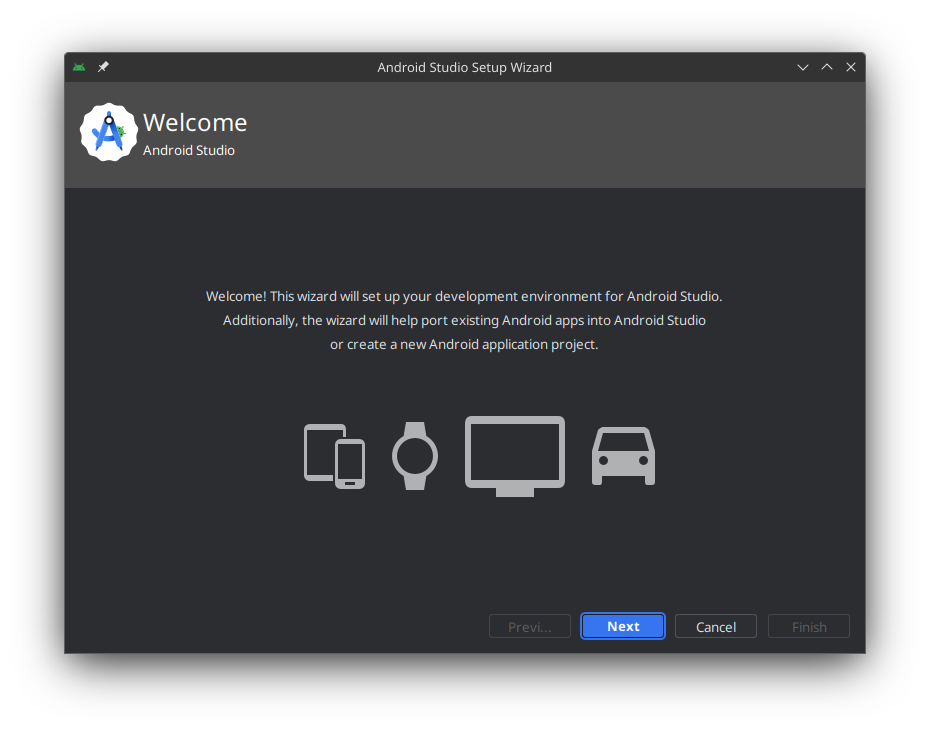 Android Studio Setup Wizard
Welcome
Android Studio
Welcome! This wizard will set up your development environment for Android Studio.
Additionally, the wizard will help port existing Android apps into Android Studio
or create a new Android application project.
Previ... Next Cancel Finish